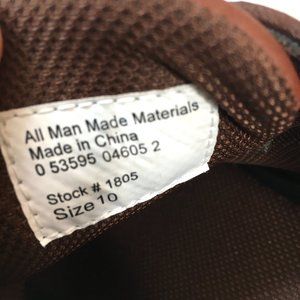 All Man Made Materials
Made in China
0 53595 04605 2
Stock # 1805
Size 10